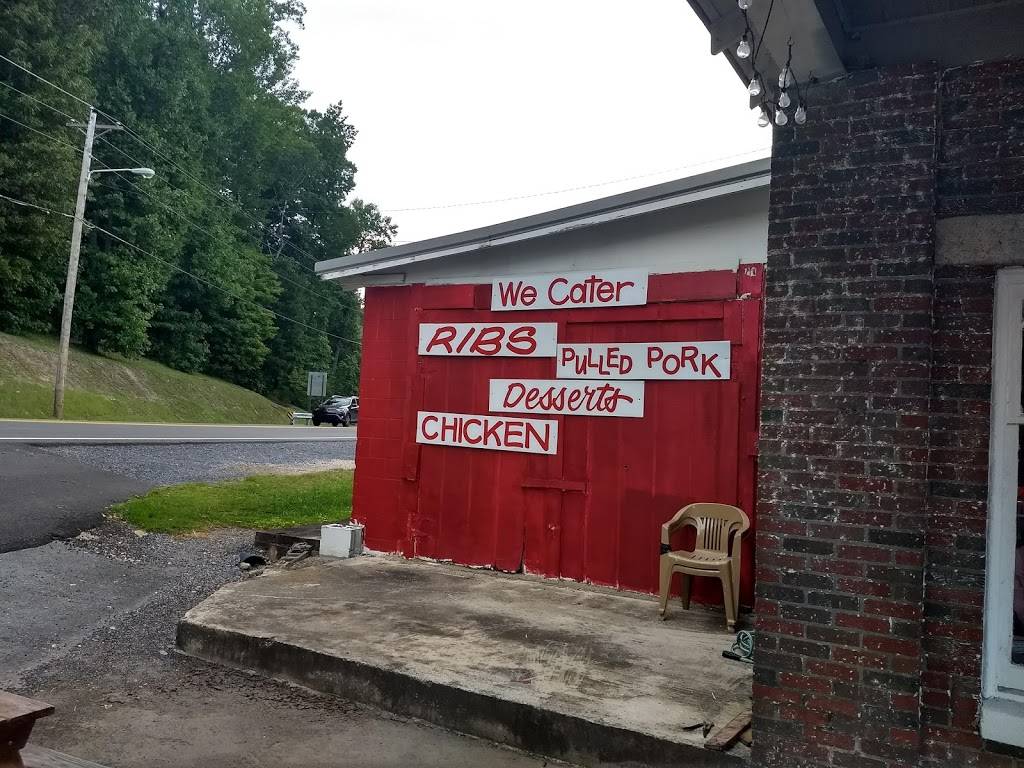 We Cater
RIBS
PULLED PORK
Desserts
CHICKEN